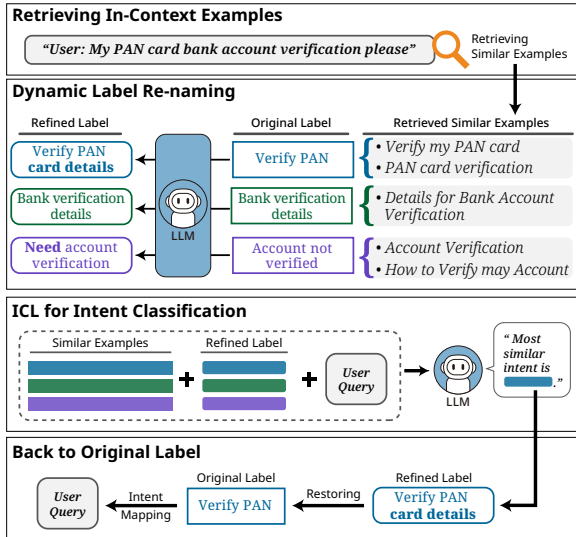 Retrieving In-Context Examples
“User: My PAN card bank account verification please”
Retrieving
Similar Examples
Dynamic Label Re-naming
Refined Label
Original Label
Retrieved Similar Examples
Verify PAN
card details
Verify PAN
• Verify my PAN card
• PAN card verification
Bank verification
details
Bank verification
details
• Details for Bank Account
Verification
Need account
verification
Account not
verified
• Account Verification
• How to Verify may Account
LLM
ICL for Intent Classification
Similar Examples
Refined Label
+
+
User
Query
LLM
“ Most
similar
intent is
.”
Back to Original Label
User
Query
Intent
Mapping
Original Label
Verify PAN
Restoring
Refined Label
Verify PAN
card details